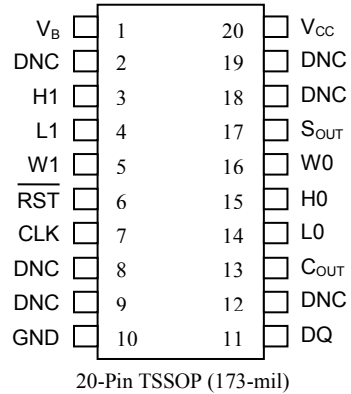 VB 1 20 VCC
DNC 2 19 DNC
H1 3 18 DNC
L1 4 17 SOUT
W1 5 16 W0
RST 6 15 H0
CLK 7 14 L0
DNC 8 13 COUT
DNC 9 12 DNC
GND 10 11 DQ
20-Pin TSSOP (173-mil)